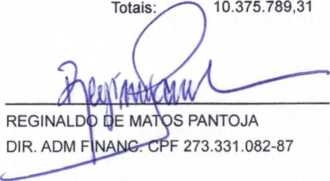 Totais: 10.375.789,31
REGINALDO DE MATOS PANTOJA
DIR. ADM FINANC. CPF 273.331.082-87